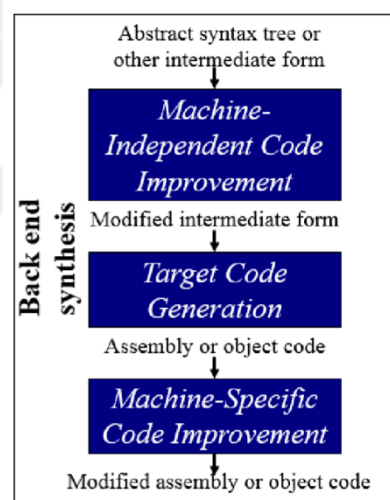 Abstract syntax tree or
other intermediate form
Machine-
Independent Code
Improvement
Modified intermediate form
Target Code
Generation
Assembly or object code
Machine-Specific
Code Improvement
Modified assembly or object code
Back end
synthesis